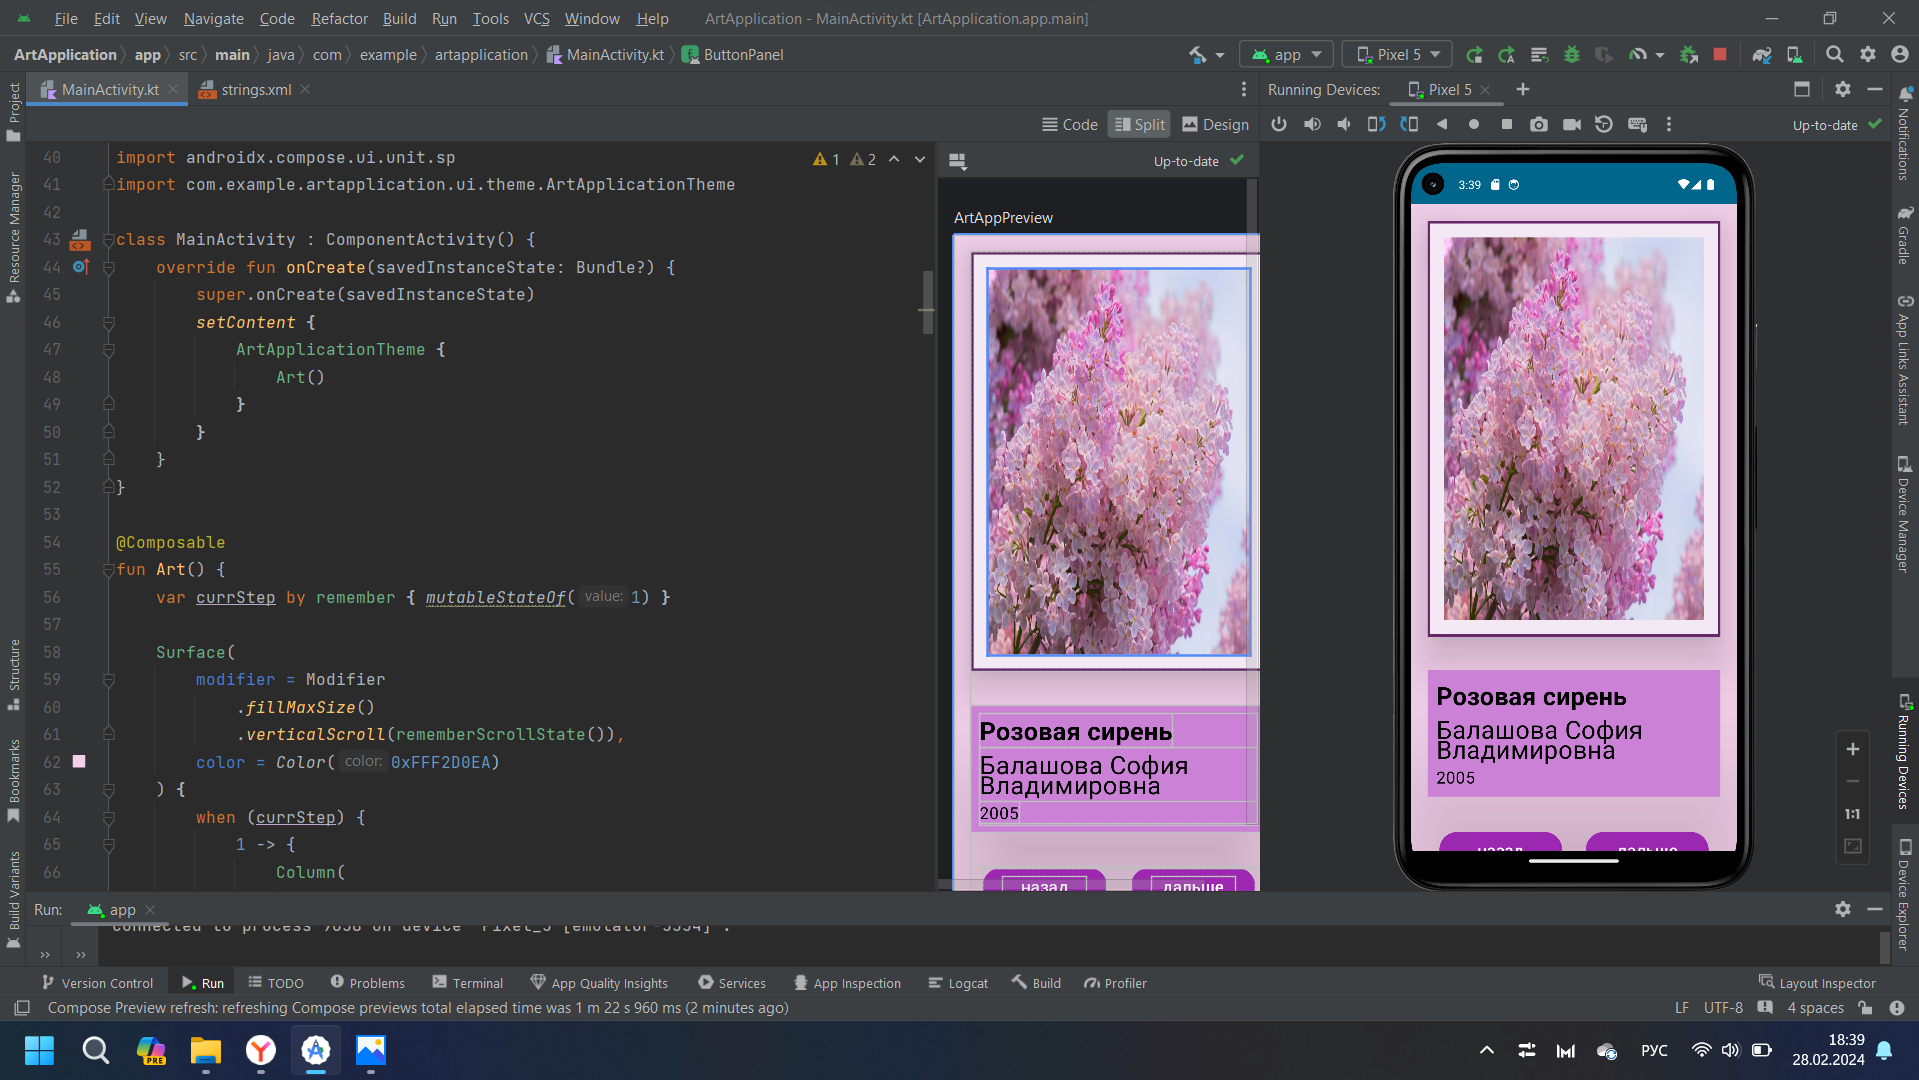 File Edit View Navigate Code Refactor Build Run Tools VCS Window Help ArtApplication - MainActivity.kt [ArtApplication.app.main]
ArtApplication app src main java com example artapplication MainActivity.kt ButtonPanel
app Pixel 5
MainActivity.kt strings.xml
Running Devices: Pixel 5
Code Split Design
Up-to-date
Project
Resource Manager
Structure
Bookmarks
Build Variants
40 import androidx.compose.ui.unit.sp
41 import com.example.artapplication.ui.theme.ArtApplicationTheme
42
43 class MainActivity : ComponentActivity() {
44 override fun onCreate(savedInstanceState: Bundle?) {
45 super.onCreate(savedInstanceState)
46 setContent {
47 ArtApplicationTheme {
48 Art()
49 }
50 }
51 }
52 }
53
54 @Composable
55 fun Art() {
56 var currStep by remember { mutableStateOf( value: 1) }
57
58 Surface(
59 modifier = Modifier
60 .fillMaxSize()
61 .verticalScroll(rememberScrollState()),
62 color = Color( color: 0xFFF2D0EA)
63 ) {
64 when (currStep) {
65 1 -> {
66 Column(
1 2
Up-to-date
ArtAppPreview
Розовая сирень
Балашова София
Владимировна
2005
назад дальше
3:39
Розовая сирень
Балашова София
Владимировна
2005
назад дальше
1:1
Notifications
Gradle
App Links Assistant
Device Manager
Running Devices
Device Explorer
Run: app
Connected to process 7038 on device 'Pixel_5 [emulator-5554]'.
Version Control Run TODO Problems Terminal App Quality Insights Services App Inspection Logcat Build Profiler Layout Inspector
Compose Preview refresh: refreshing Compose previews total elapsed time was 1 m 22 s 960 ms (2 minutes ago) LF UTF-8 4 spaces
PRE
РУС
18:39
28.02.2024